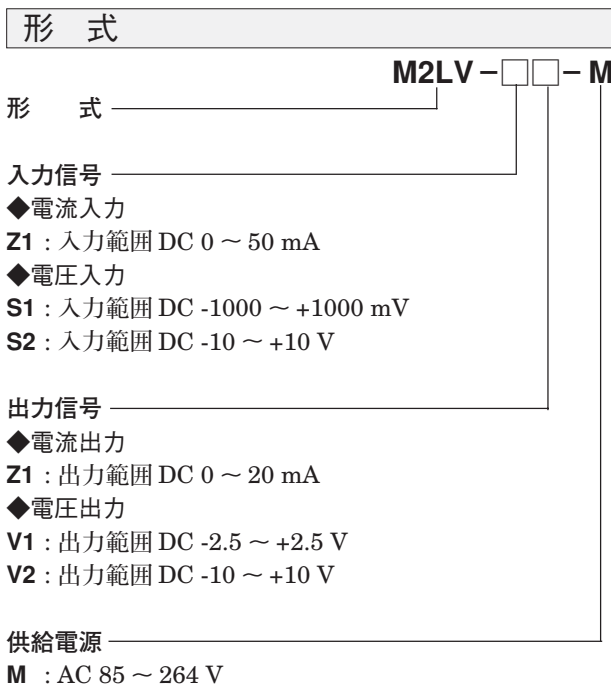 形　式
M2LV－□□－M
形　　式
入力信号
◆電流入力
Z1：入力範囲 DC 0 ～ 50 mA
◆電圧入力
S1：入力範囲 DC -1000 ～ +1000 mV
S2：入力範囲 DC -10 ～ +10 V
出力信号
◆電流出力
Z1：出力範囲 DC 0 ～ 20 mA
◆電圧出力
V1：出力範囲 DC -2.5 ～ +2.5 V
V2：出力範囲 DC -10 ～ +10 V
供給電源
M ：AC 85 ～ 264 V